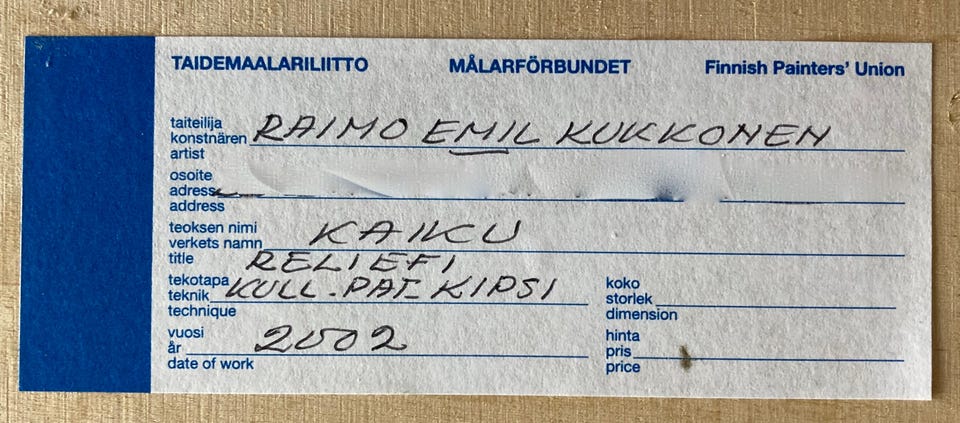 TAIDEMAALARILIITTO MÅLARFÖRBUNDET Finnish Painters' Union
taiteilija
konstnären RAIMO EMIL KUKKONEN
artist
osoite
adress
address
teoksen nimi
verkets namn KAIKU
title RELIEFI
tekotapa
teknik KULL.PAT. KIPSI
technique
koko
storlek
dimension
vuosi
år 2002
date of work
hinta
pris
price